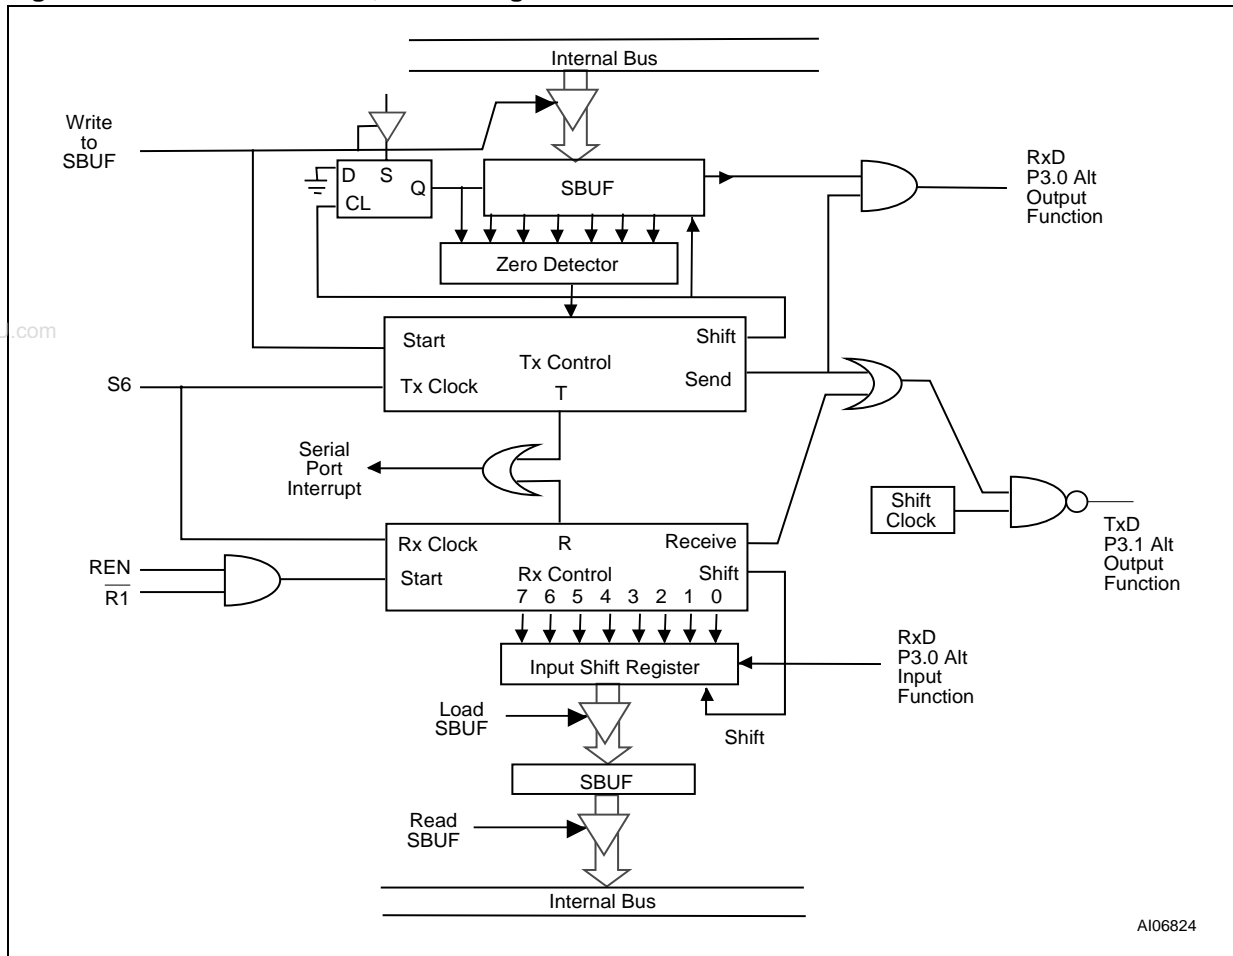 Internal Bus
Write
to
SBUF
D
S
Q
CL
SBUF
RxD
P3.0 Alt
Output
Function
Zero Detector
.com
Start
Shift
Tx Control
S6
Tx Clock
T
Send
Serial
Port
Interrupt
Shift
Clock
TxD
P3.1 Alt
Output
Function
Rx Clock
R
Receive
REN
R1
Start
Rx Control
Shift
7 6 5 4 3 2 1 0
Input Shift Register
RxD
P3.0 Alt
Input
Function
Load
SBUF
Shift
SBUF
Read
SBUF
Internal Bus
AI06824